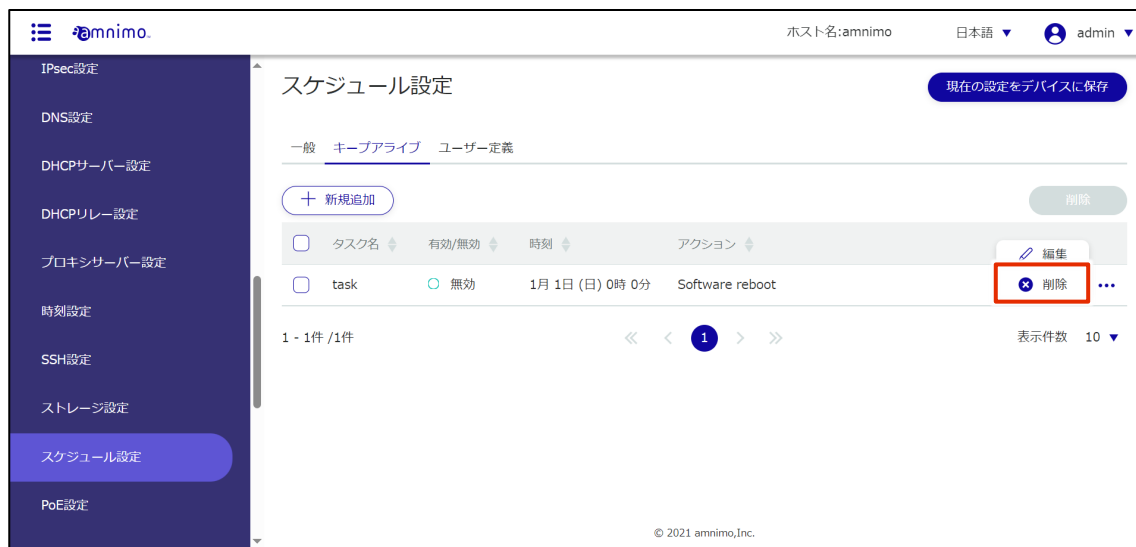 amnimo
ホスト名:amnimo 日本語 ▼ admin ▼
IPsec設定
DNS設定
DHCPサーバー設定
DHCPリレー設定
プロキシサーバー設定
時刻設定
SSH設定
ストレージ設定
スケジュール設定
PoE設定
スケジュール設定
現在の設定をデバイスに保存
一般 キープアライブ ユーザー定義
新規追加
削除
タスク名 有効/無効 時刻 アクション
編集
task 無効 1月 1日 (日) 0時 0分 Software reboot
削除
1 - 1件 /1件
« < 1 > »
表示件数 10 ▼
© 2021 amnimo,Inc.